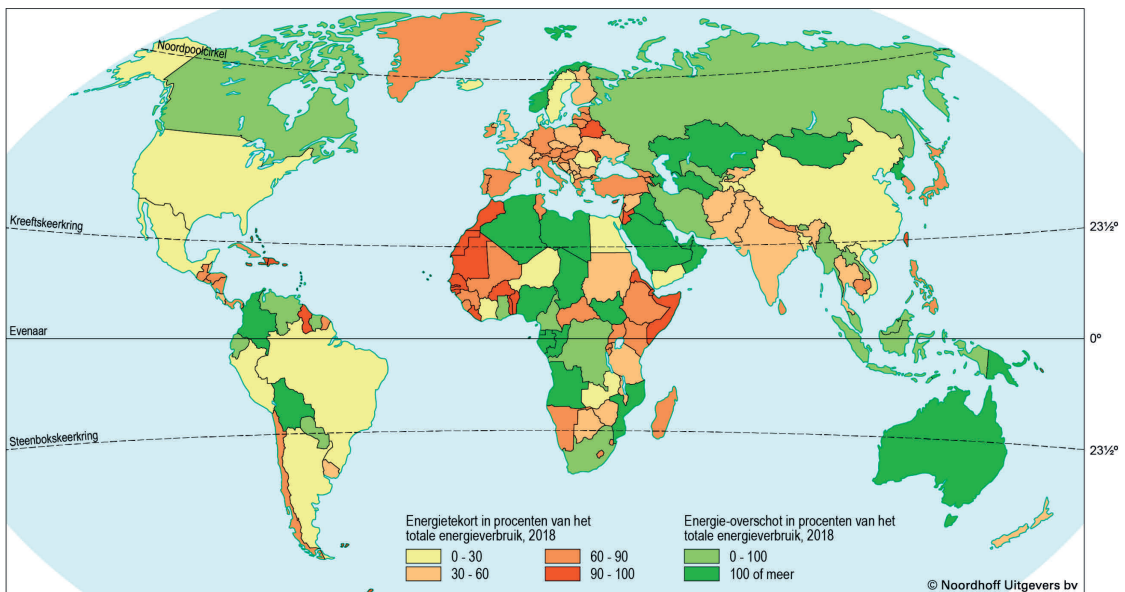 Noordpoolcirkel
Kreeftskeerkring
23½º
Evenaar
0º
Steenbokskeerkring
23½º
Energietekort in procenten van het
totale energieverbruik, 2018
0 - 30
30 - 60
60 - 90
90 - 100
Energie-overschot in procenten van het
totale energieverbruik, 2018
0 - 100
100 of meer
© Noordhoff Uitgevers bv